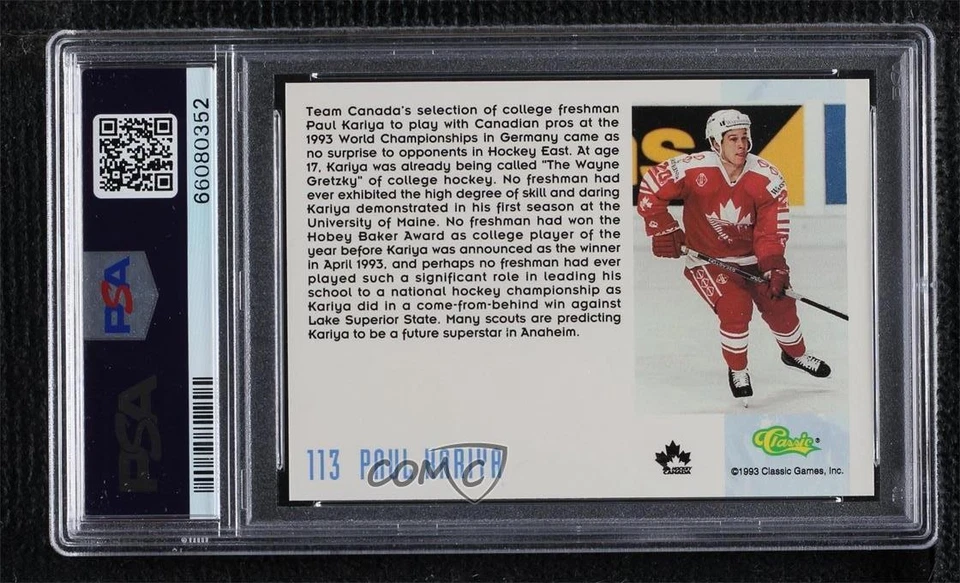 Team Canada's selection of college freshman
Paul Kariya to play with Canadian pros at the
1993 World Championships in Germany came as
no surprise to opponents in Hockey East. At age
17, Kariya was already being called "The Wayne
Gretzky" of college hockey. No freshman had
ever exhibited the high degree of skill and daring
Kariya demonstrated in his first season at the
University of Maine. No freshman had won the
Hobey Baker Award as college player of the
year before Kariya was announced as the winner
in April 1993, and perhaps no freshman had ever
played such a significant role in leading his
school to a national hockey championship as
Kariya did in a come-from-behind win against
Lake Superior State. Many scouts are predicting
Kariya to be a future superstar in Anaheim.
113 PAUL KARIYA
COMC
Classic
©1993 Classic Games, Inc.
66080352
PSA
PSA